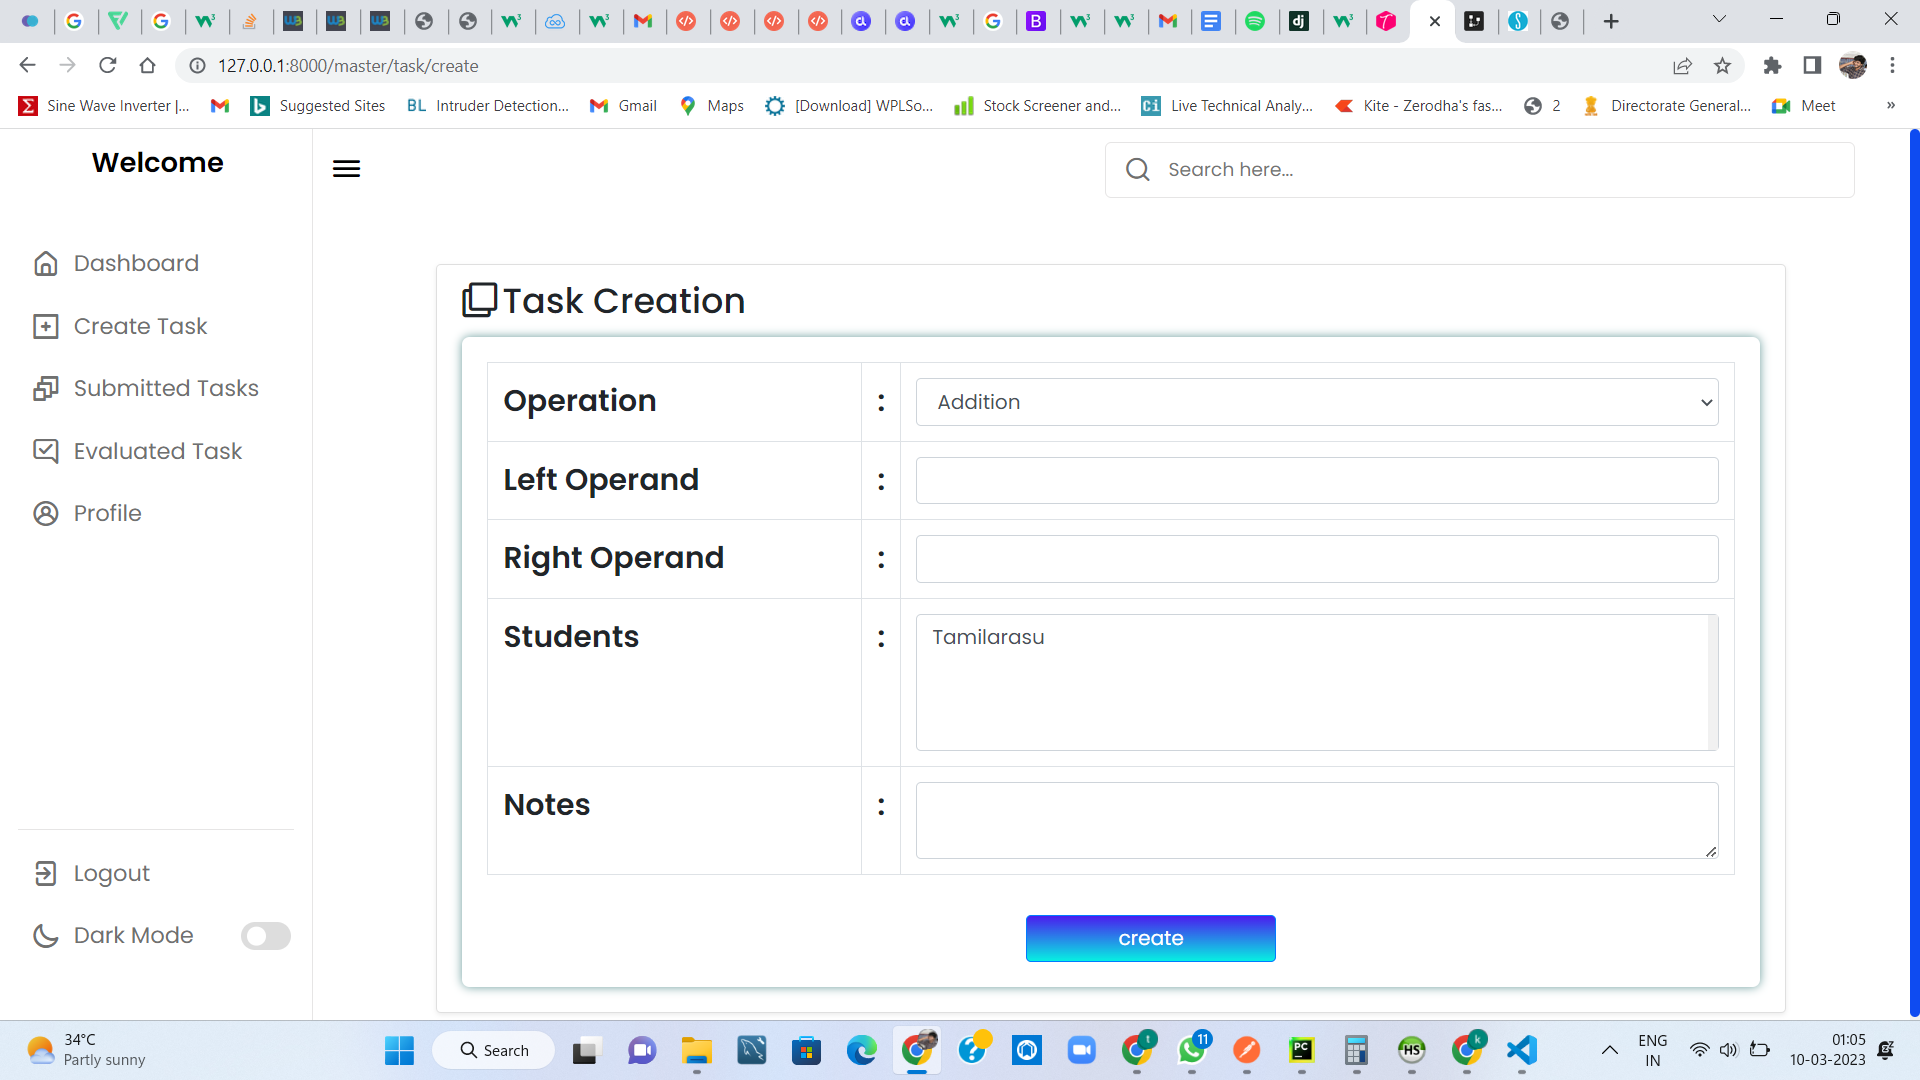 127.0.0.1:8000/master/task/create
Sine Wave Inverter |...
Suggested Sites
BL Intruder Detection...
Gmail
Maps
[Download] WPLSo...
Stock Screener and...
Ci Live Technical Analy...
Kite - Zerodha's fas...
2
Directorate General...
Meet
»
Welcome
Search here...
Dashboard
Create Task
Submitted Tasks
Evaluated Task
Profile
Logout
Dark Mode
Task Creation
Operation : Addition
Left Operand :
Right Operand :
Students : Tamilarasu
Notes :
create
34°C
Partly sunny
Search
11
ENG
IN
01:05
10-03-2023